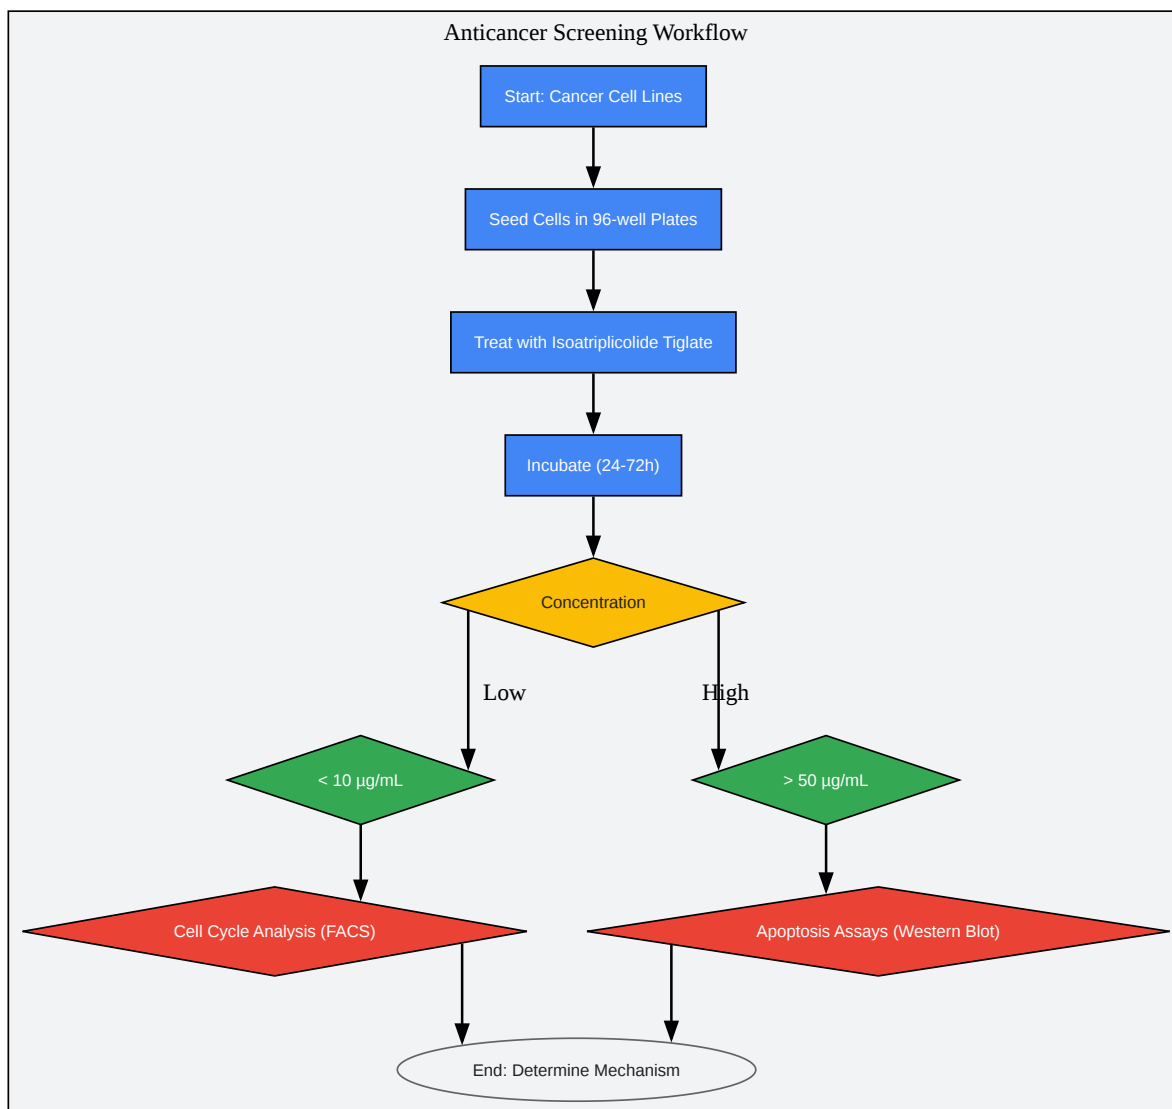 Anticancer Screening Workflow
Start: Cancer Cell Lines
Seed Cells in 96-well Plates
Treat with Isoatriplicolide Tiglate
Incubate (24-72h)
Concentration
Low
High
< 10 µg/mL
> 50 µg/mL
Cell Cycle Analysis (FACS)
Apoptosis Assays (Western Blot)
End: Determine Mechanism